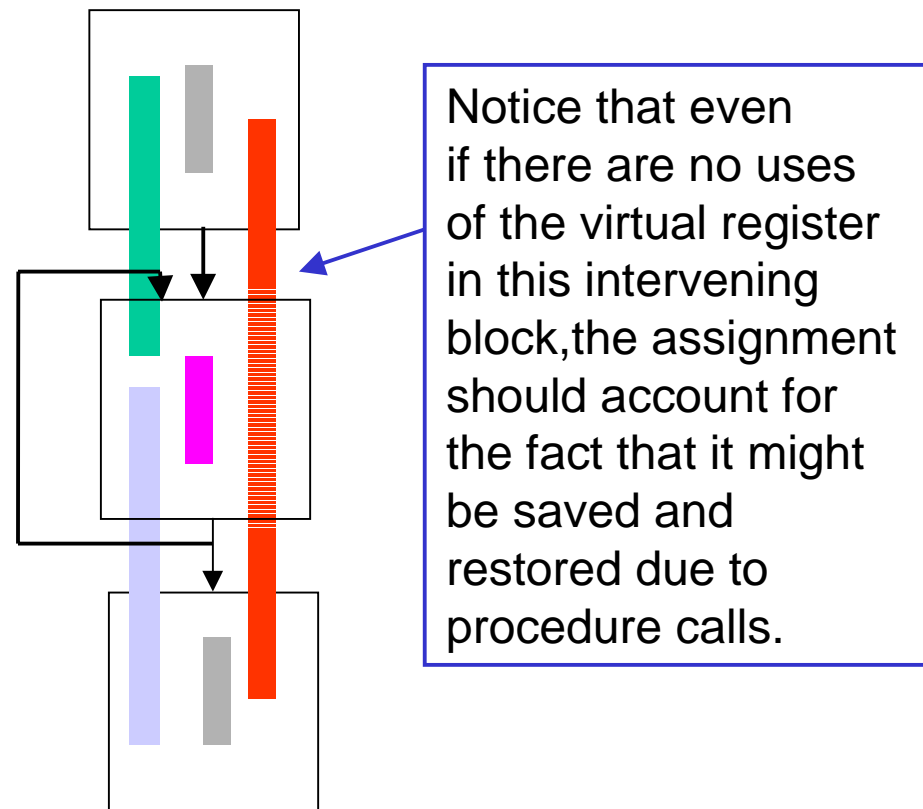 Notice that even
if there are no uses
of the virtual register
in this intervening
block,the assignment
should account for
the fact that it might
be saved and
restored due to
procedure calls.